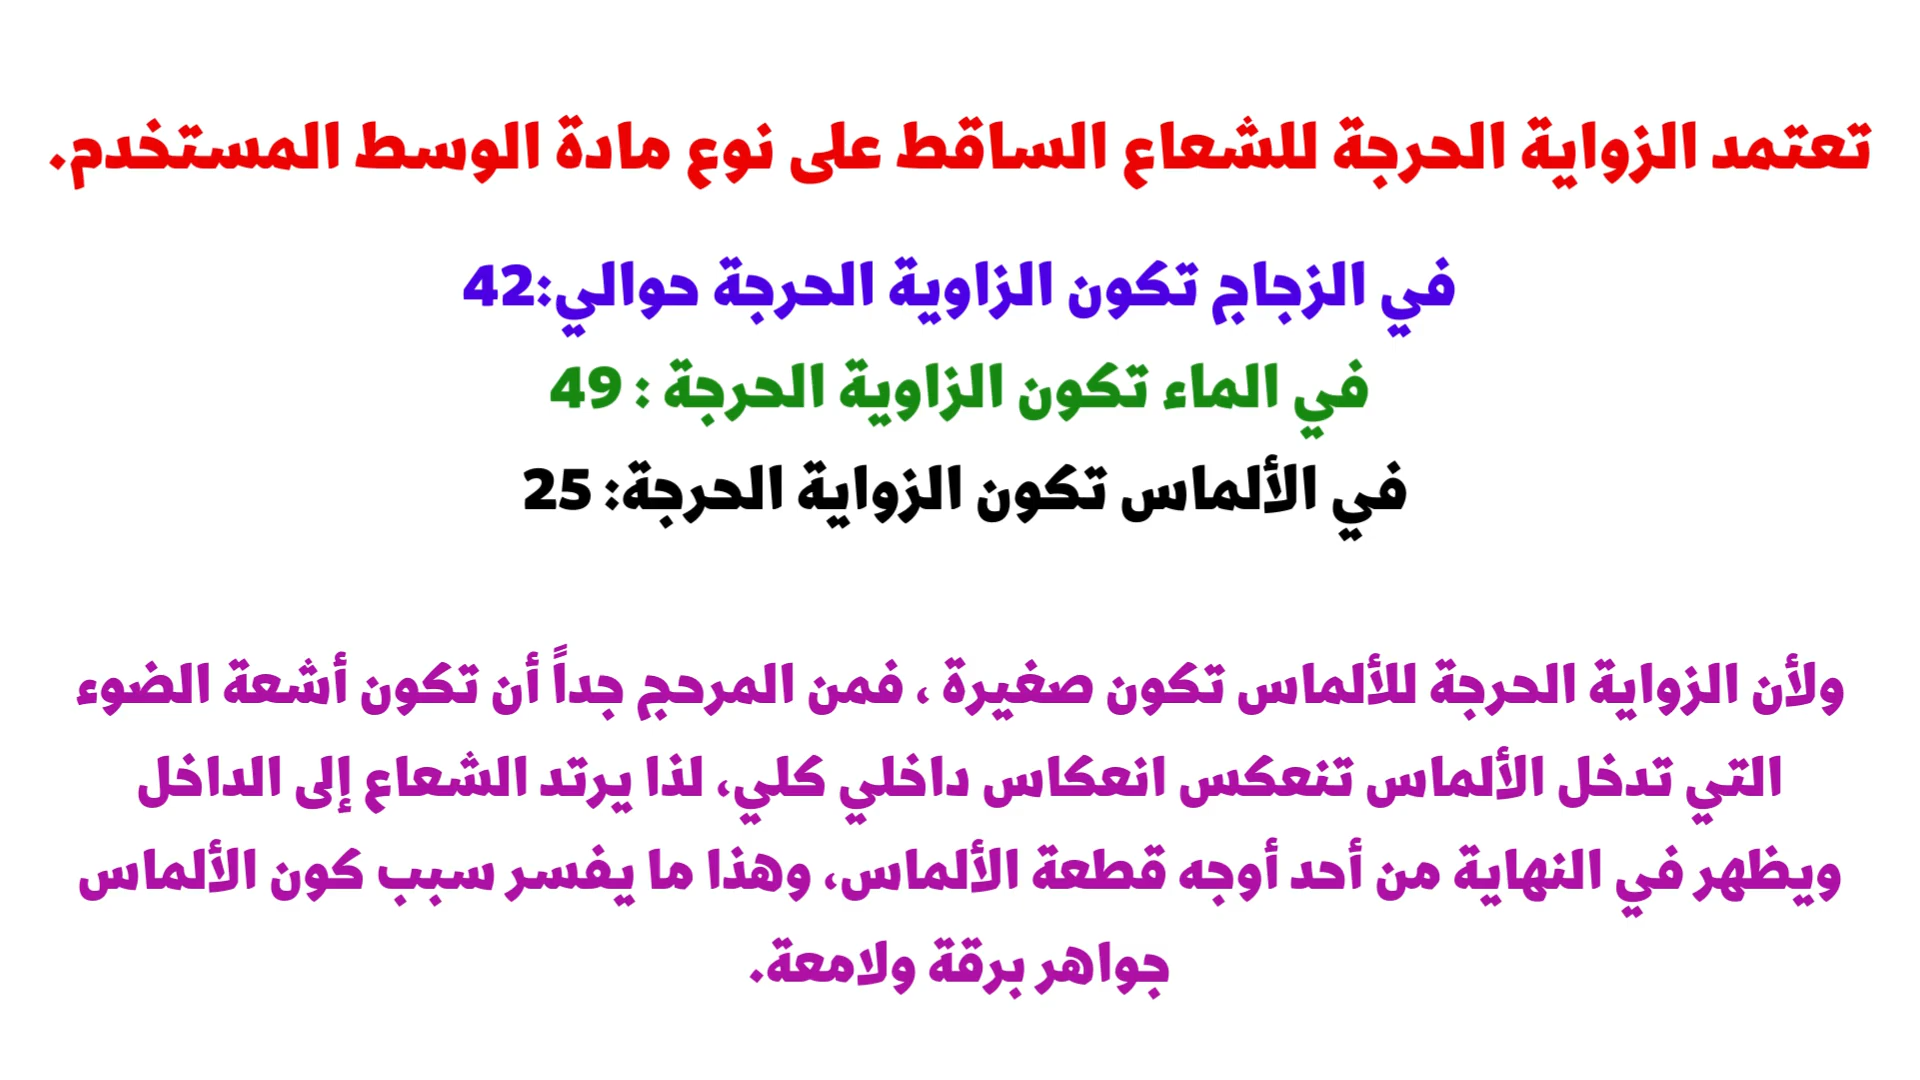 تعتمد الزواية الحرجة للشعاع الساقط على نوع مادة الوسط المستخدم.
في الزجاج تكون الزاوية الحرجة حوالي:42
في الماء تكون الزاوية الحرجة : 49
في الألماس تكون الزواية الحرجة: 25
ولأن الزواية الحرجة للألماس تكون صغيرة ، فمن المرحج جداً أن تكون أشعة الضوء
التي تدخل الألماس تنعكس انعكاس داخلي كلي، لذا يرتد الشعاع إلى الداخل
ويظهر في النهاية من أحد أوجه قطعة الألماس، وهذا ما يفسر سبب كون الألماس
جواهر برقة ولامعة.